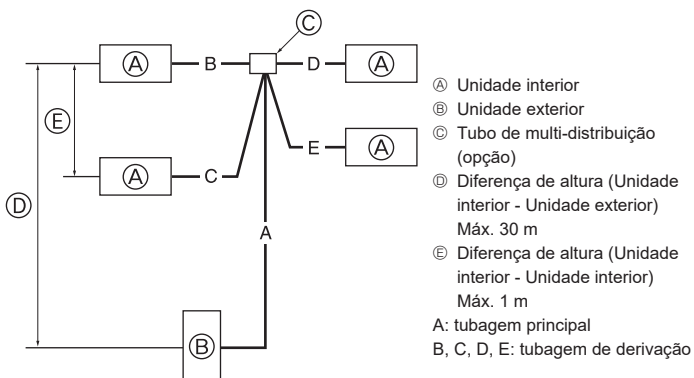 Ⓒ
Ⓐ B D Ⓐ
Ⓔ
E Ⓐ
Ⓐ C
Ⓓ
A
Ⓑ
Ⓐ Unidade interior
Ⓑ Unidade exterior
Ⓒ Tubo de multi-distribuição
(opção)
Ⓓ Diferença de altura (Unidade
interior - Unidade exterior)
Máx. 30 m
Ⓔ Diferença de altura (Unidade
interior - Unidade interior)
Máx. 1 m
A: tubagem principal
B, C, D, E: tubagem de derivação